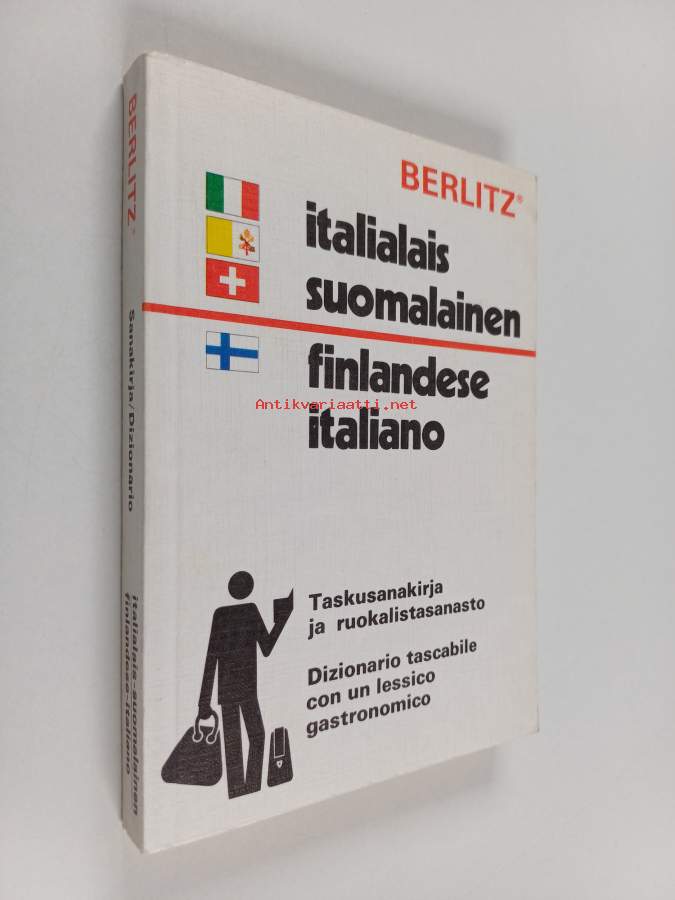 BERLITZ®
Sanakirja/Dizionario
italialais-suomalainen
finlandese-italiano
BERLITZ®
italialais
suomalainen
finlandese
italiano
Antikvariaatti.net
Taskusanakirja
ja ruokalistasanasto
Dizionario tascabile
con un lessico
gastronomico